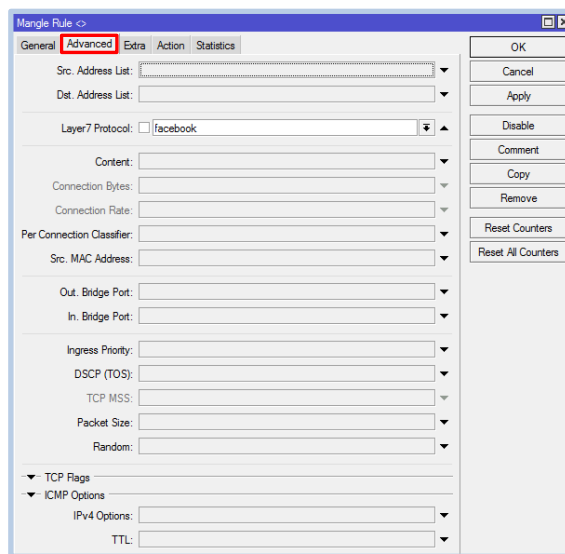 Mangle Rule <>
General Advanced Extra Action Statistics
OK
Src. Address List:
Cancel
Dst. Address List:
Apply
Layer7 Protocol: facebook
Disable
Comment
Content:
Copy
Connection Bytes:
Remove
Connection Rate:
Per Connection Classifier:
Reset Counters
Src. MAC Address:
Reset All Counters
Out. Bridge Port:
In. Bridge Port:
Ingress Priority:
DSCP (TOS):
TCP MSS:
Packet Size:
Random:
TCP Flags
ICMP Options
IPv4 Options:
TTL: